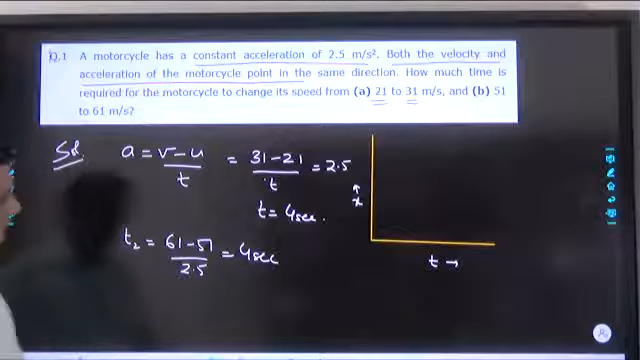 Q.1 A motorcycle has a constant acceleration of 2.5 m/s². Both the velocity and
acceleration of the motorcycle point in the same direction. How much time is
required for the motorcycle to change its speed from (a) 21 to 31 m/s, and (b) 51
to 61 m/s?
Sol. a = v-u/t = 31-21/t = 2.5
t = 4sec.
t₂ = 61-51/2.5 = 4sec
x →
t →